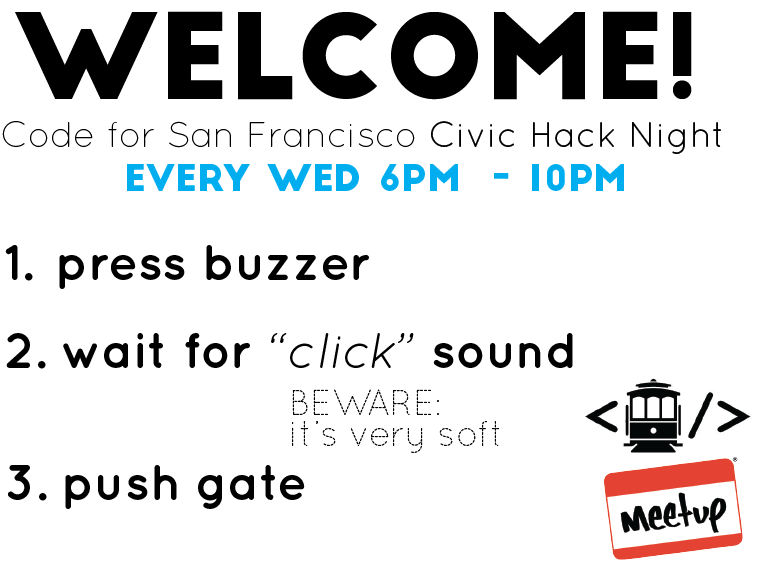 WELCOME!
Code for San Francisco Civic Hack Night
EVERY WED 6PM - 10PM
1. press buzzer
2. wait for “click” sound
BEWARE:
it's very soft
< />
3. push gate
meetup